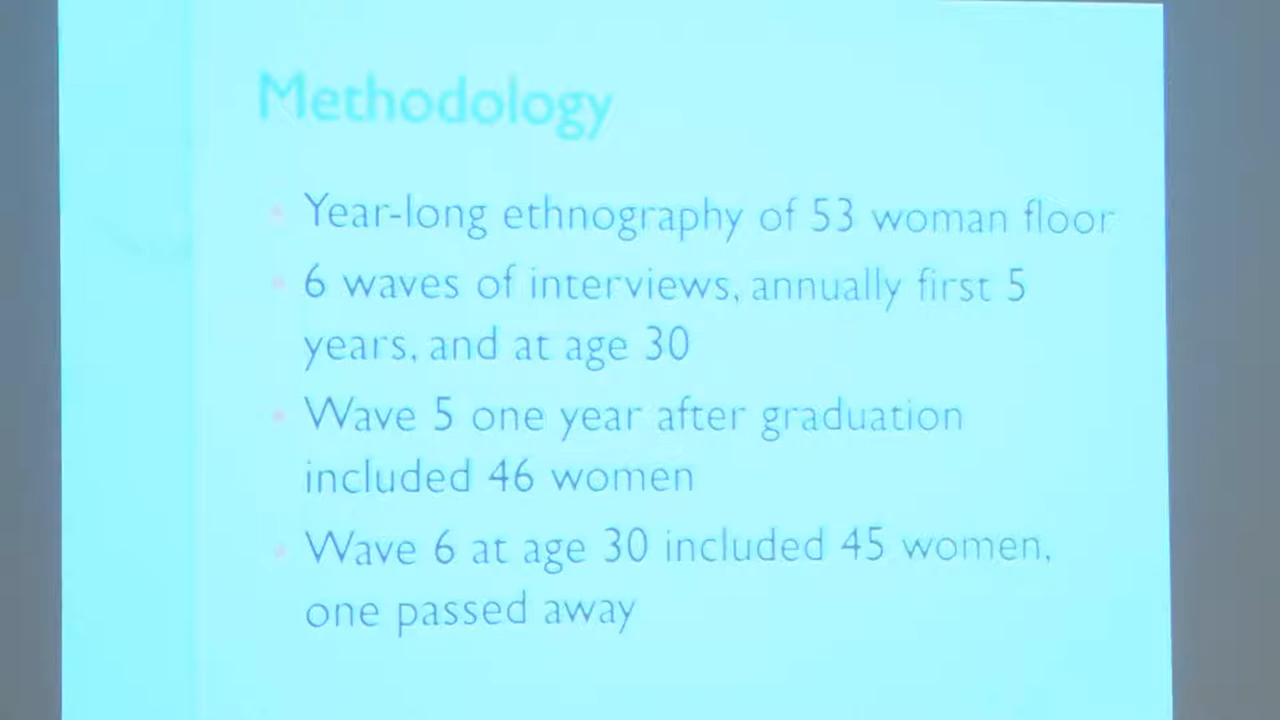 Methodology
• Year-long ethnography of 53 woman floor
• 6 waves of interviews, annually first 5
years, and at age 30
• Wave 5 one year after graduation
included 46 women
• Wave 6 at age 30 included 45 women,
one passed away